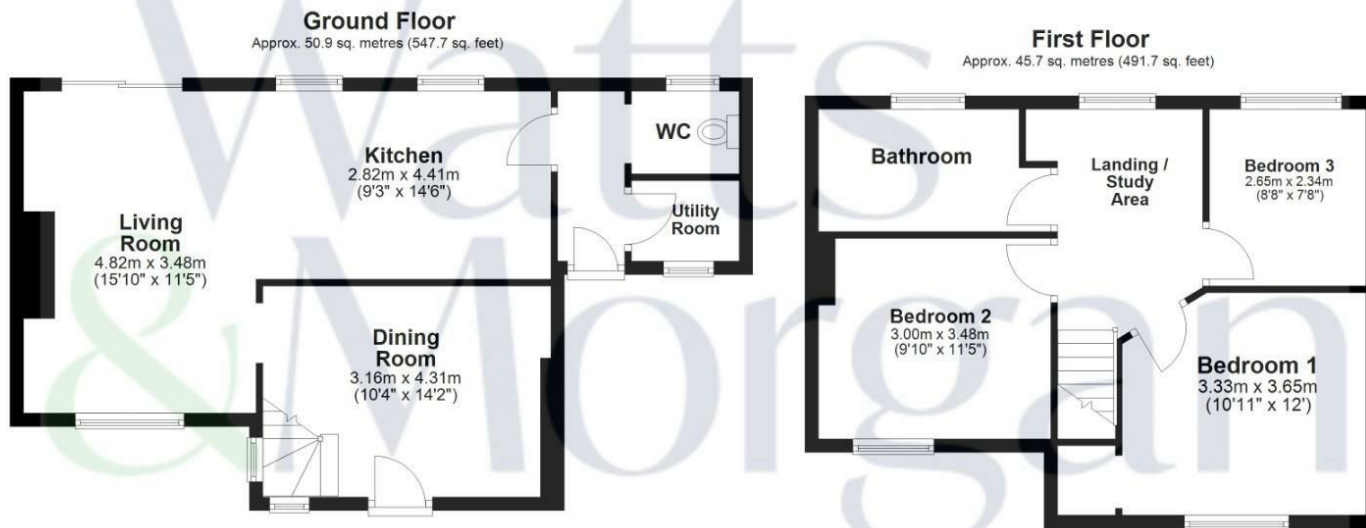 Ground Floor
Approx. 50.9 sq. metres (547.7 sq. feet)
Living
Room
4.82m x 3.48m
(15'10" x 11'5")
Kitchen
2.82m x 4.41m
(9'3" x 14'6")
WC
Utility
Room
Dining
Room
3.16m x 4.31m
(10'4" x 14'2")
First Floor
Approx. 45.7 sq. metres (491.7 sq. feet)
Bathroom
Landing /
Study
Area
Bedroom 3
2.65m x 2.34m
(8'8" x 7'8")
Bedroom 2
3.00m x 3.48m
(9'10" x 11'5")
Bedroom 1
3.33m x 3.65m
(10'11" x 12')
Watts
& Morgan